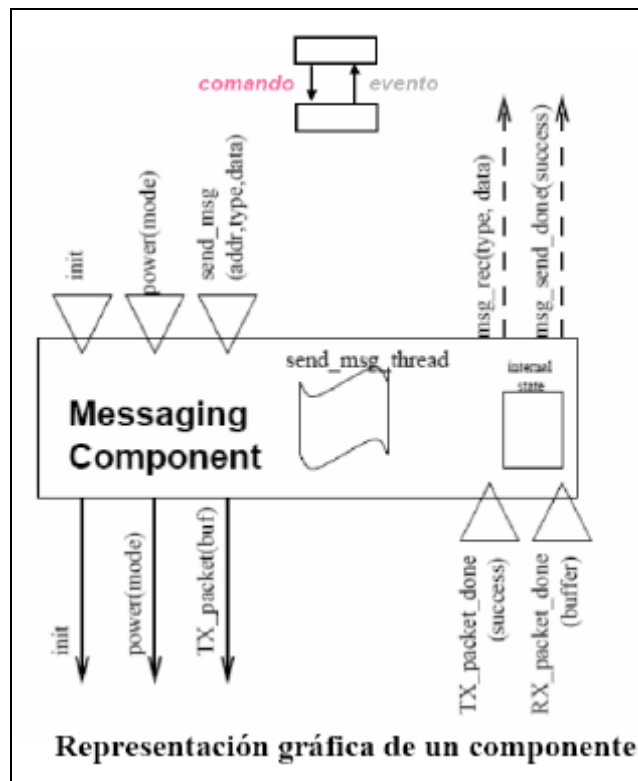 comando
evento
init
power(mode)
send_msg
(addr,type,data)
msg_rec(type, data)
msg_send_done(success)
send_msg_thread
internal
state
Messaging
Component
init
power(mode)
TX_packet(buf)
TX_packet_done
(success)
RX_packet_done
(buffer)
Representación gráfica de un componente